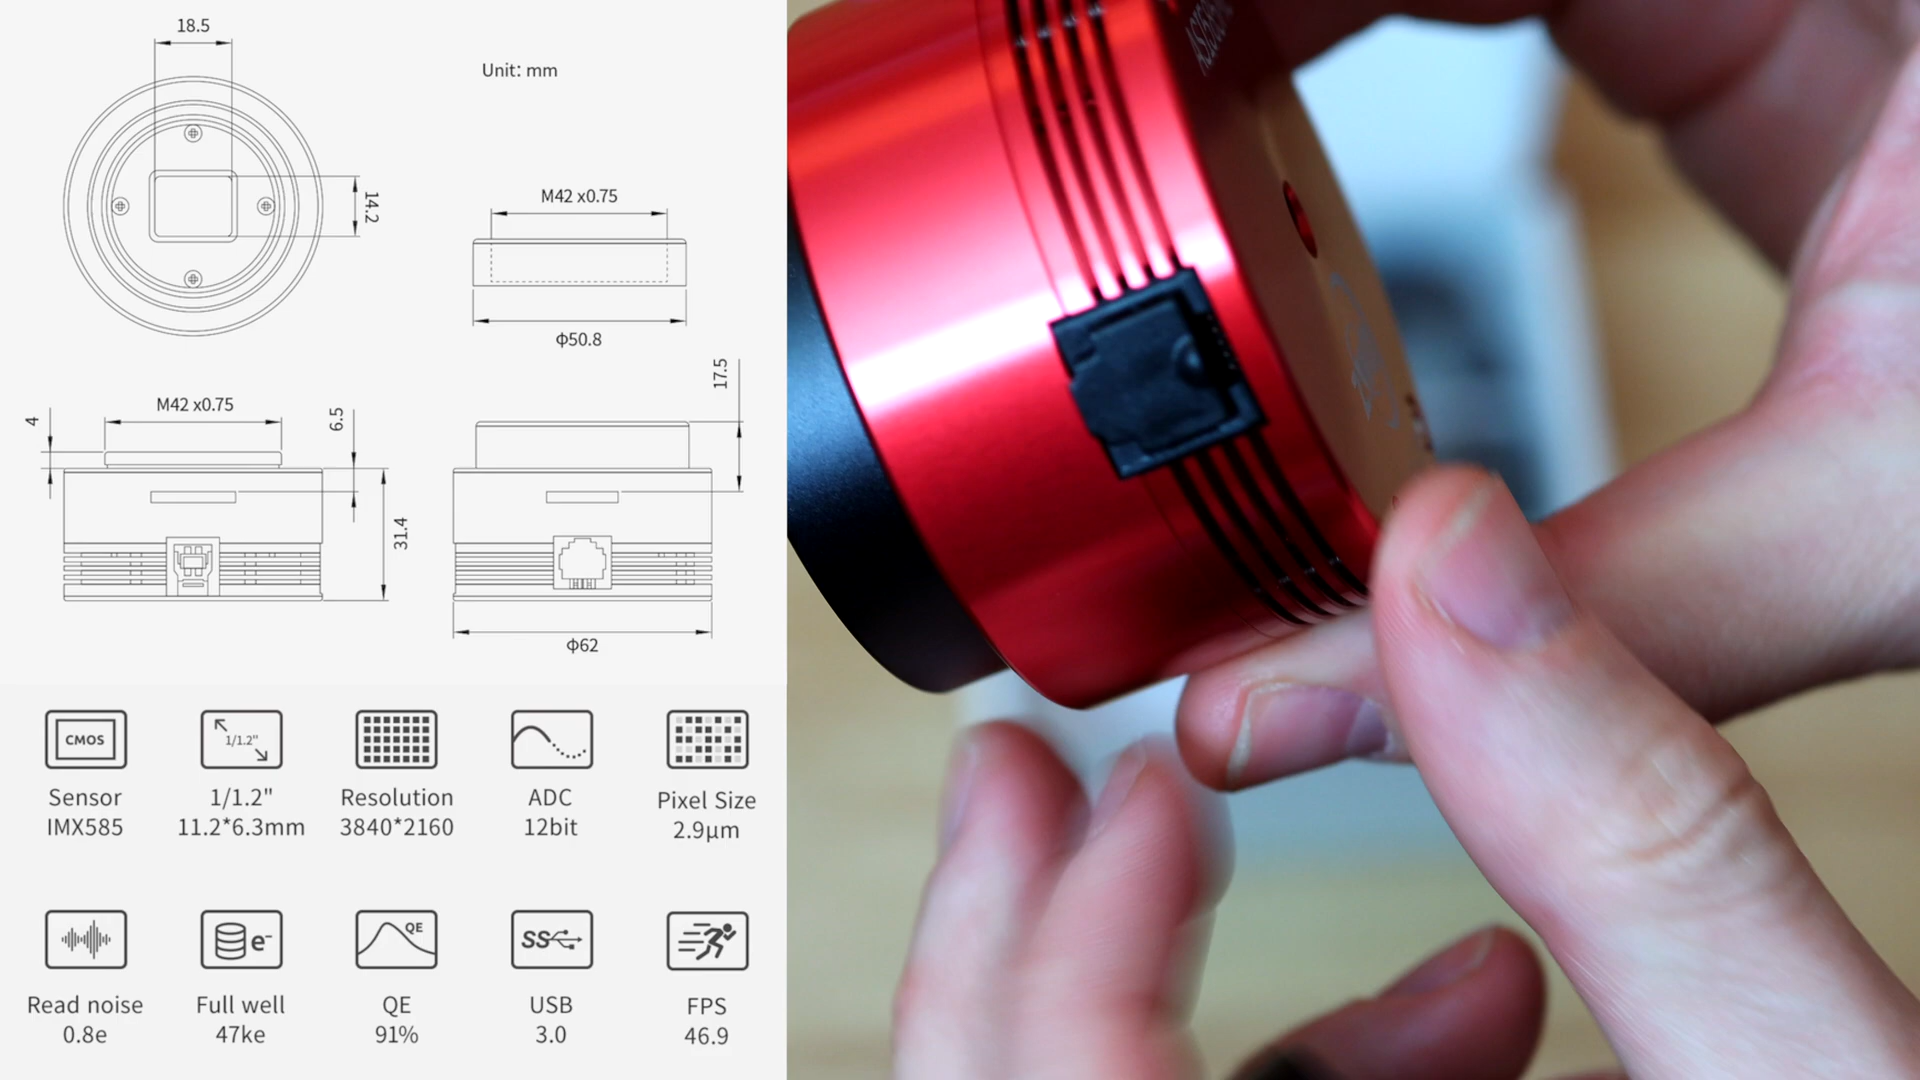 18.5
Unit: mm
14.2
M42 x0.75
Φ50.8
17.5
M42 x0.75
4
6.5
31.4
Φ62
CMOS
1/1.2"
Sensor
IMX585
1/1.2"
11.2*6.3mm
Resolution
3840*2160
ADC
12bit
Pixel Size
2.9μm
e-
QE
SS
Read noise
0.8e
Full well
47ke
QE
91%
USB
3.0
FPS
46.9